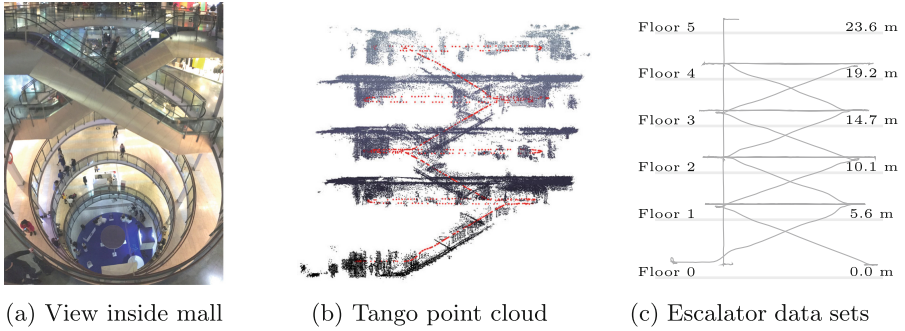 Floor 5 23.6 m
Floor 4 19.2 m
Floor 3 14.7 m
Floor 2 10.1 m
Floor 1 5.6 m
Floor 0 0.0 m
(a) View inside mall (b) Tango point cloud (c) Escalator data sets